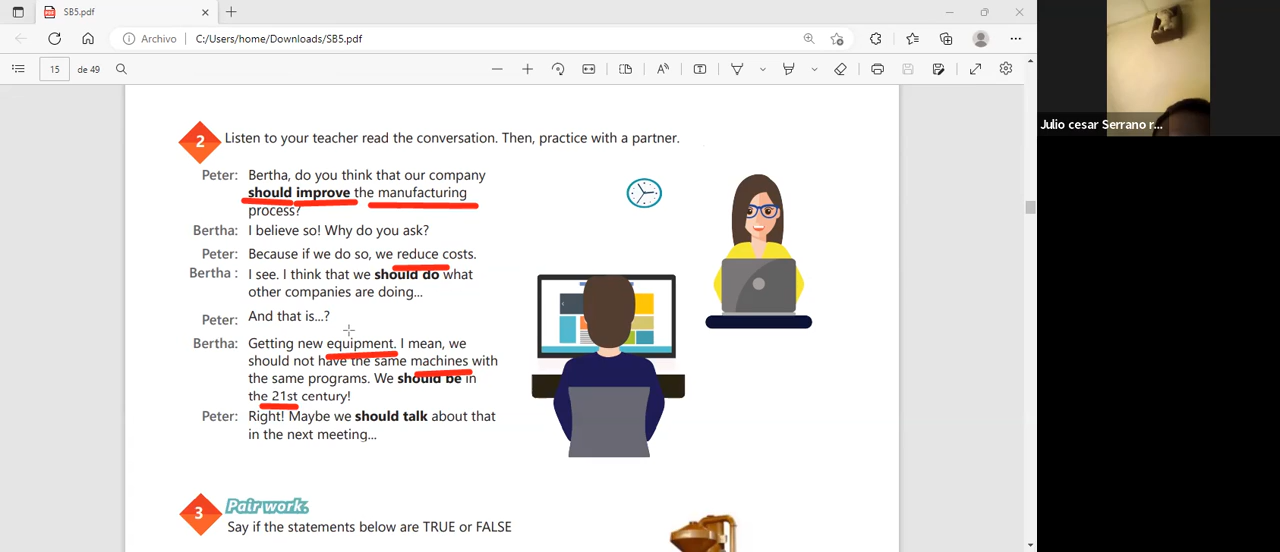 SB5.pdf
Archivo
C:/Users/home/Downloads/SB5.pdf
15 de 49
Julio cesar Serrano r...
2 Listen to your teacher read the conversation. Then, practice with a partner.
Peter: Bertha, do you think that our company
should improve the manufacturing
process?
Bertha: I believe so! Why do you ask?
Peter: Because if we do so, we reduce costs.
Bertha : I see. I think that we should do what
other companies are doing...
Peter: And that is...?
Bertha: Getting new equipment. I mean, we
should not have the same machines with
the same programs. We should be in
the 21st century!
Peter: Right! Maybe we should talk about that
in the next meeting...
3 Pair work.
Say if the statements below are TRUE or FALSE